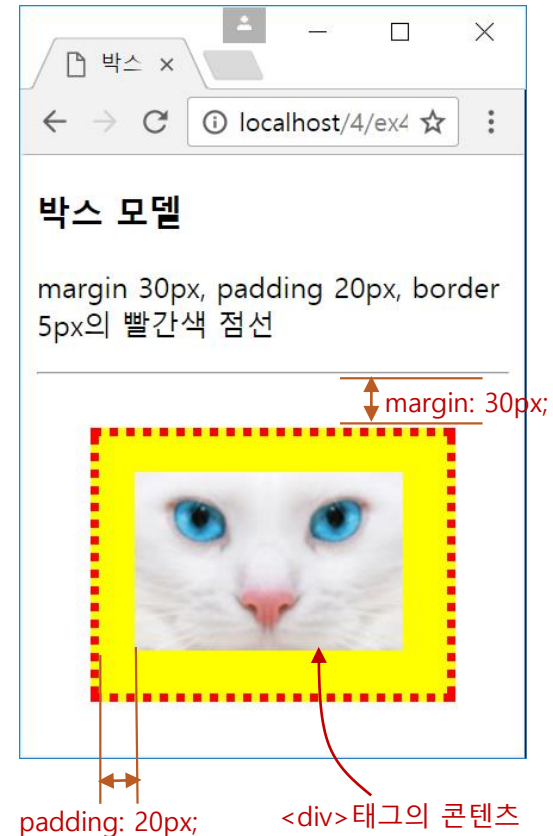 박스
localhost/4/ex4
박스 모델
margin 30px, padding 20px, border
5px의 빨간색 점선
margin: 30px;
padding: 20px;
<div>태그의 콘텐츠